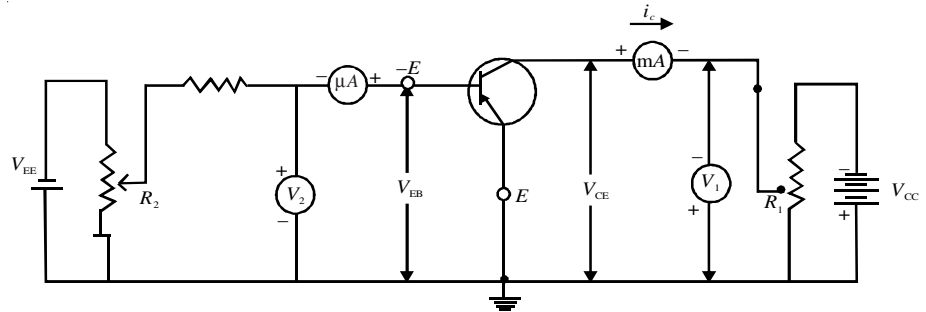 i_c
+ mA −
− μA + −E
V_EE
R_2
+ V_2 −
V_EB
E
V_CE
− V_1 +
R_1
− +
V_CC